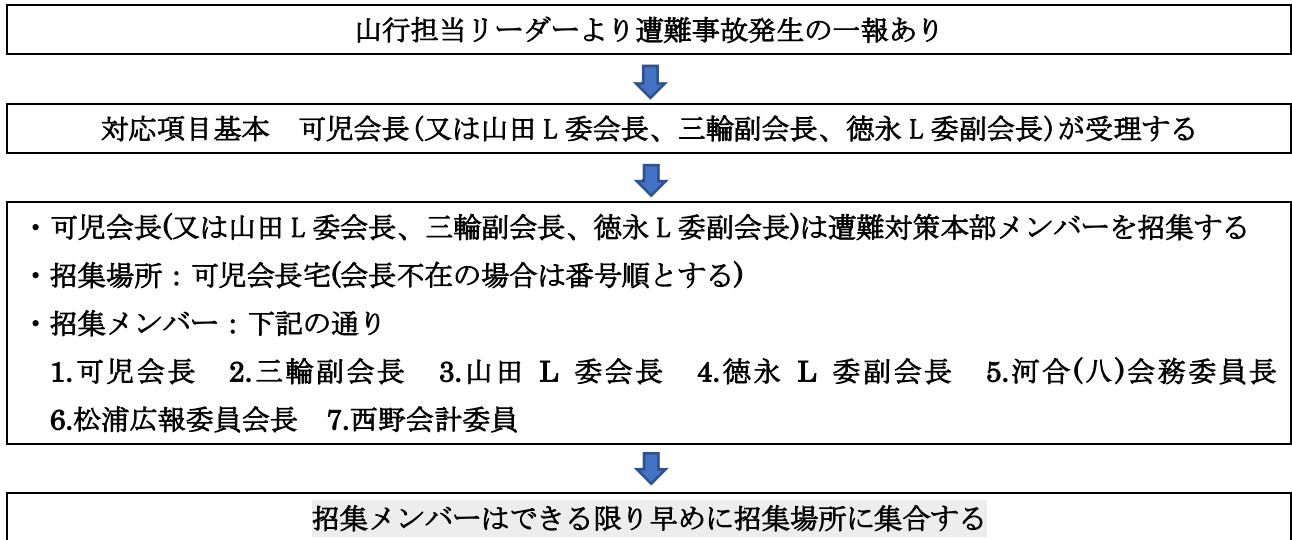 山行担当リーダーより遭難事故発生の一報あり
対応項目基本　可児会長(又は山田Ｌ委会長、三輪副会長、徳永Ｌ委副会長)が受理する
・可児会長(又は山田Ｌ委会長、三輪副会長、徳永Ｌ委副会長)は遭難対策本部メンバーを招集する
・招集場所：可児会長宅(会長不在の場合は番号順とする)
・招集メンバー：下記の通り
1.可児会長　2.三輪副会長　3.山田 L 委会長　4.徳永 L 委副会長　5.河合(八)会務委員長
6.松浦広報委員会長　7.西野会計委員
招集メンバーはできる限り早めに招集場所に集合する